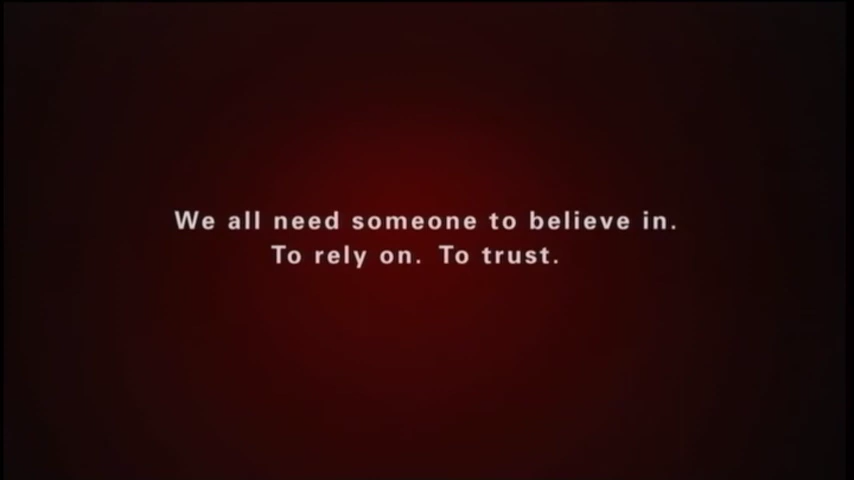 We all need someone to believe in.
To rely on. To trust.